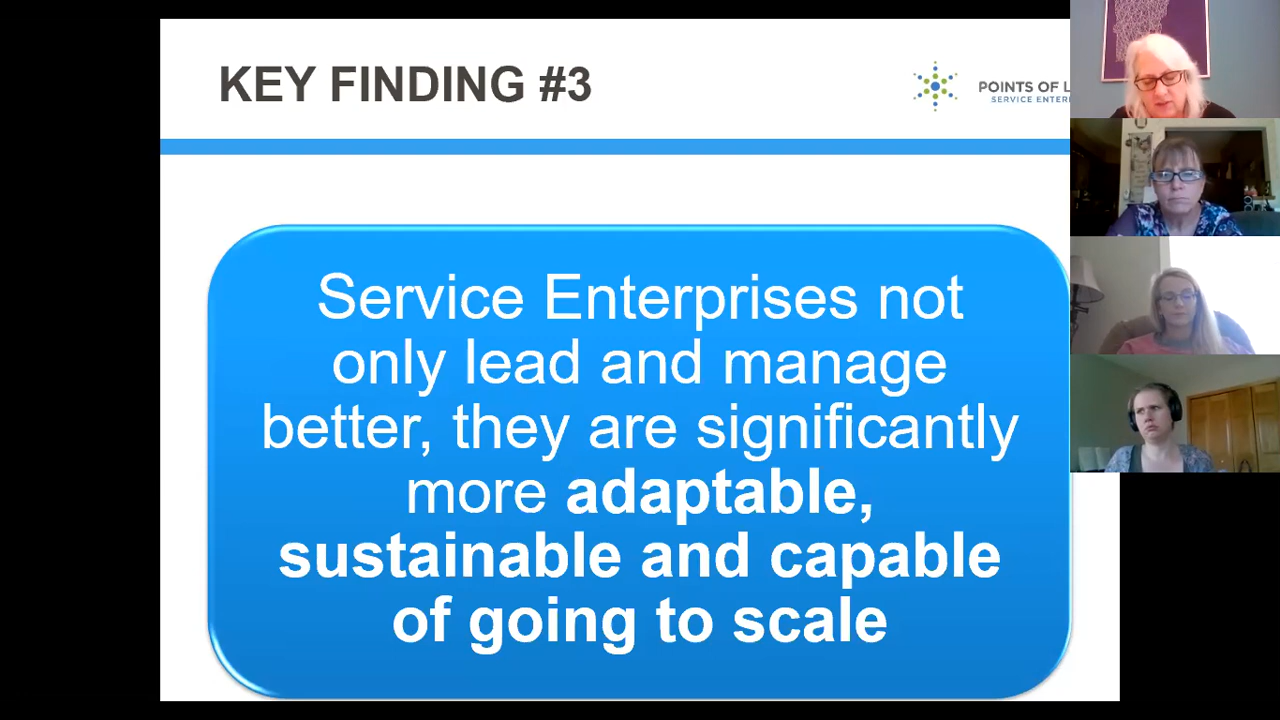 KEY FINDING #3
POINTS OF L
SERVICE ENTER
Service Enterprises not
only lead and manage
better, they are significantly
more adaptable,
sustainable and capable
of going to scale